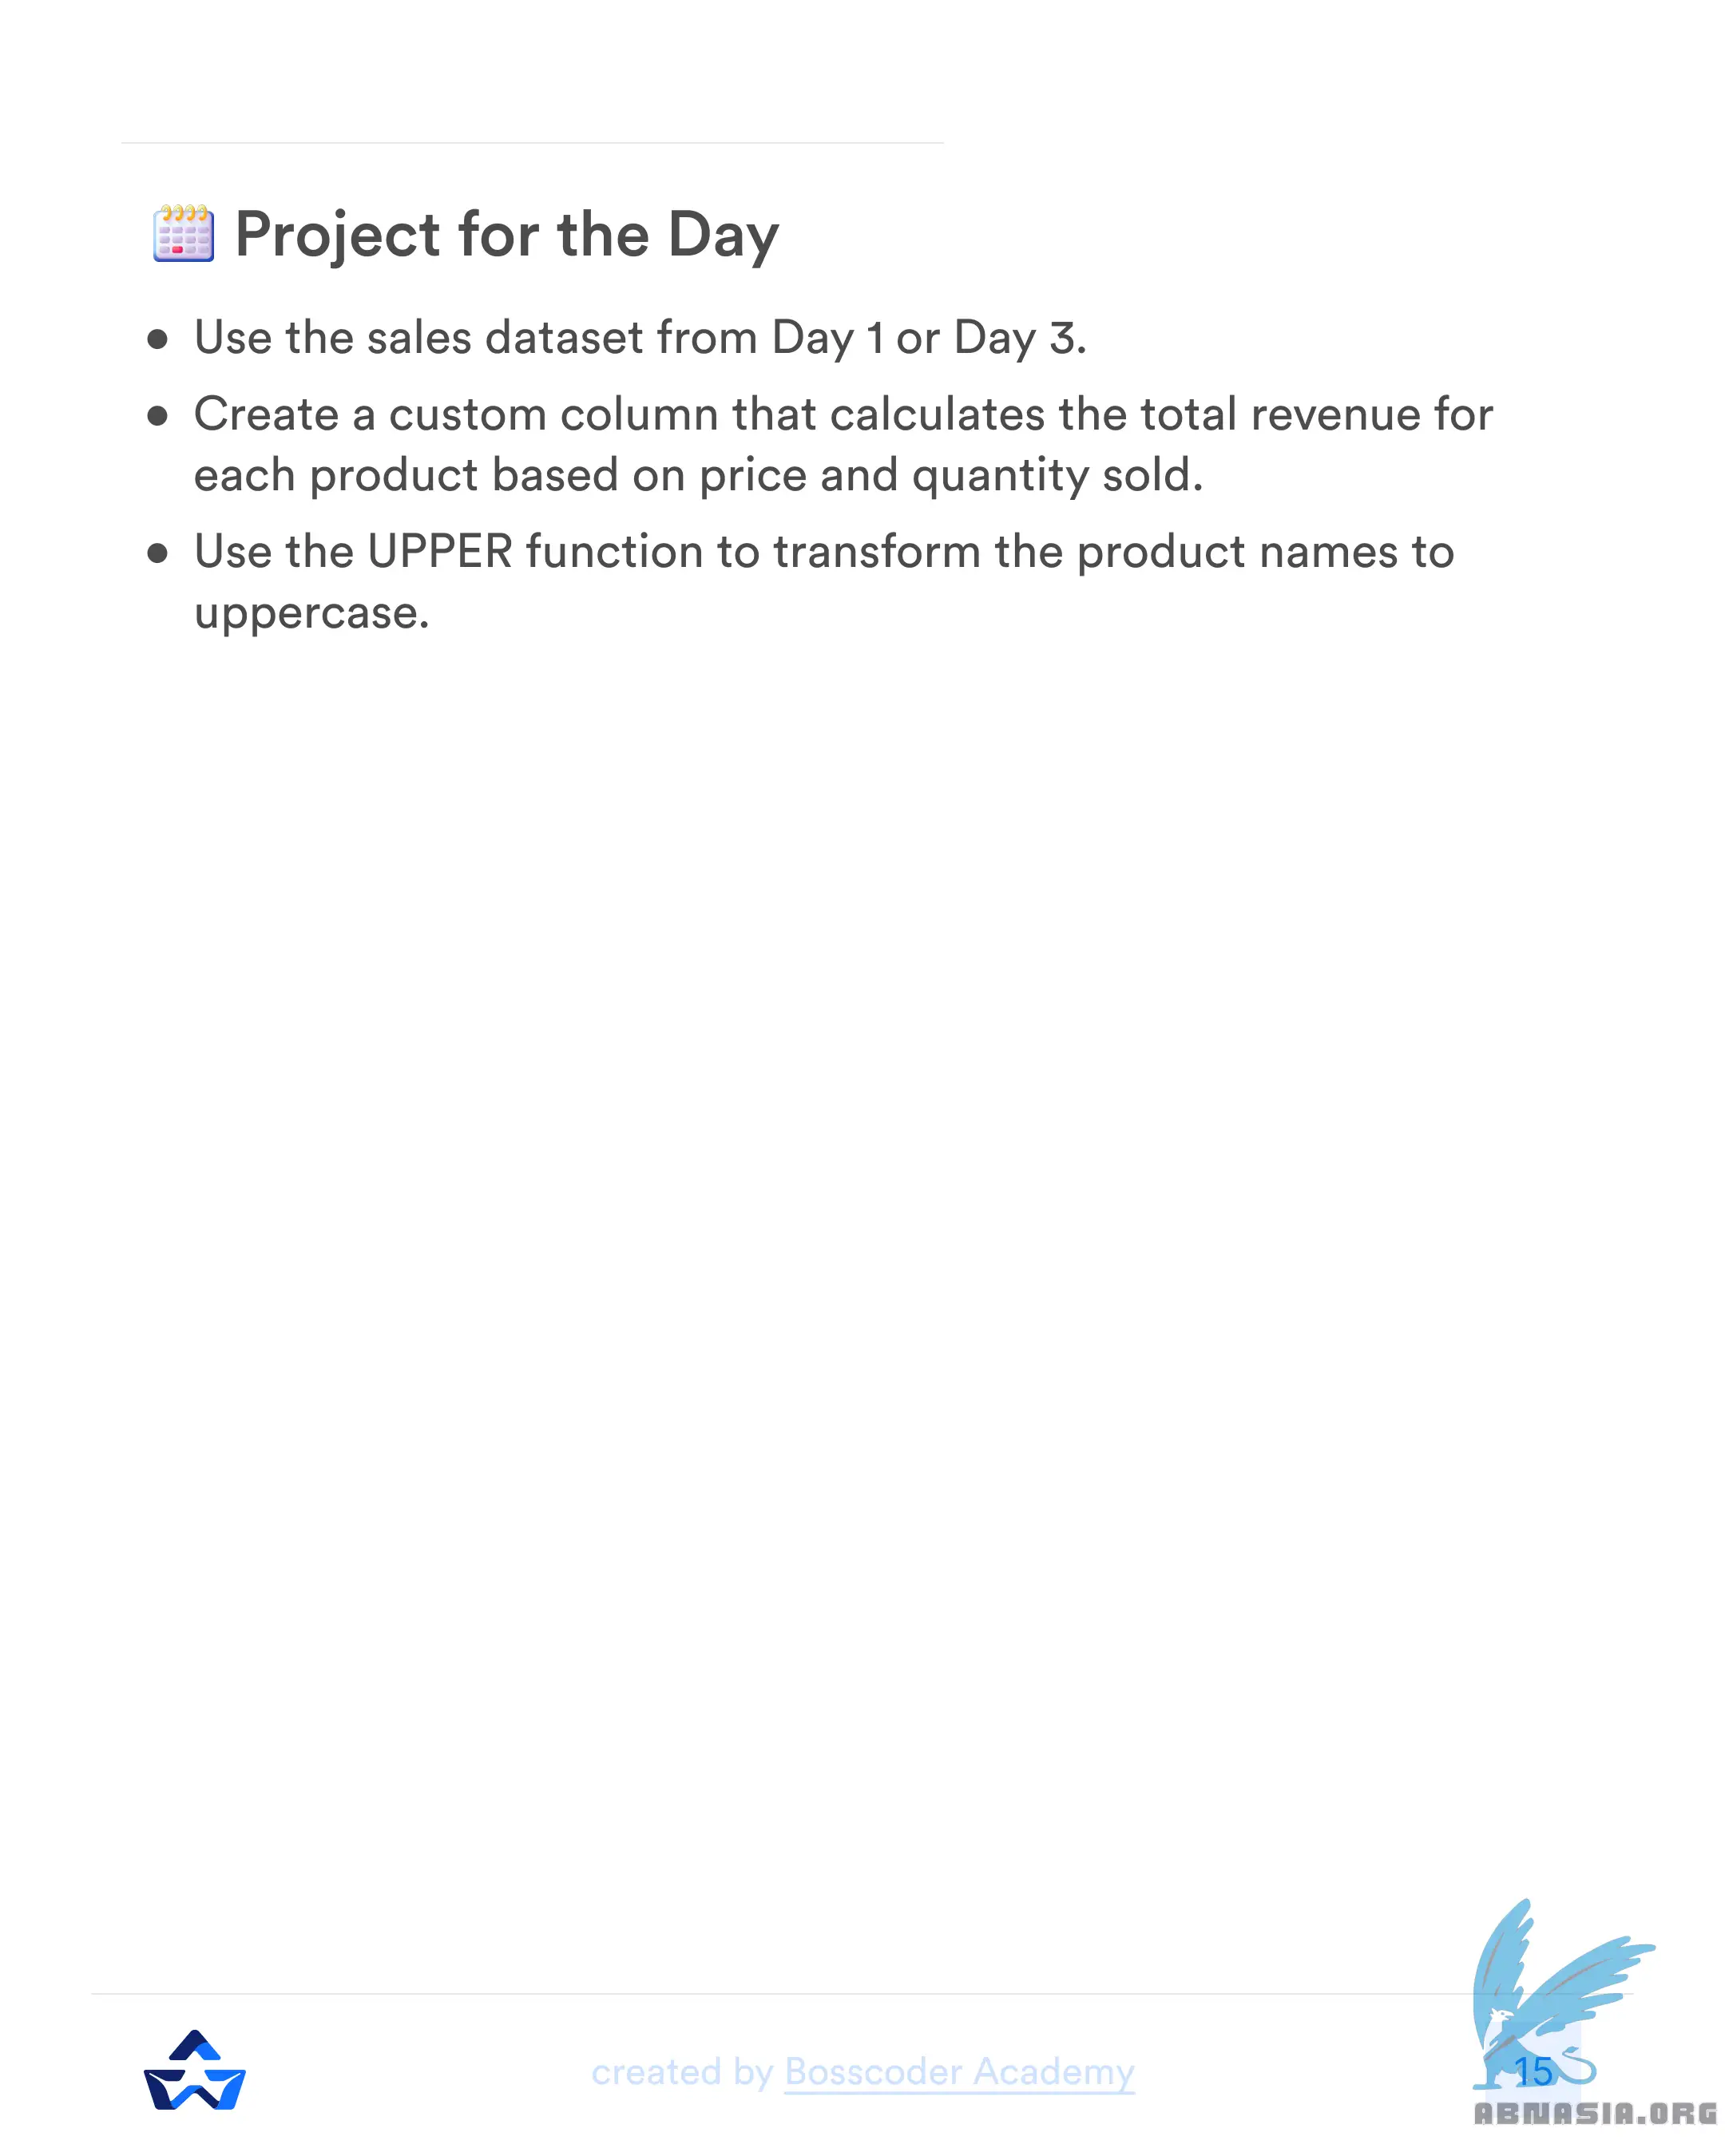 Project for the Day
● Use the sales dataset from Day 1 or Day 3.
● Create a custom column that calculates the total revenue for
each product based on price and quantity sold.
● Use the UPPER function to transform the product names to
uppercase.
created by Bosscoder Academy
15
ABNASIA.ORG